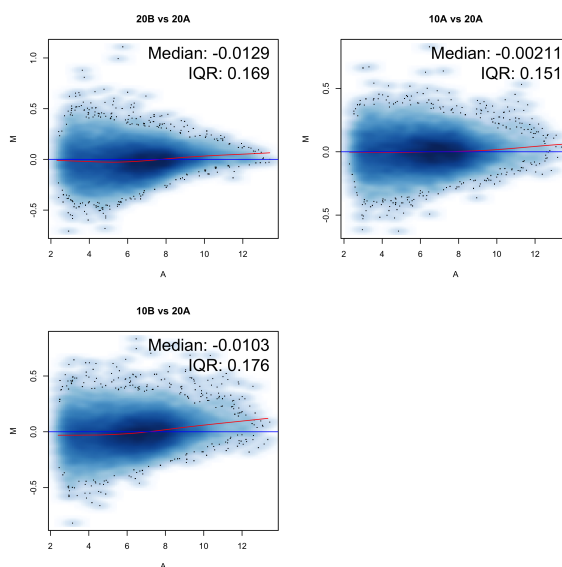 20B vs 20A
Median: -0.0129
IQR: 0.169
M
1.0
0.5
0.0
-0.5
2 4 6 8 10 12
A
10A vs 20A
Median: -0.00211
IQR: 0.151
M
0.5
0.0
-0.5
2 4 6 8 10 12
A
10B vs 20A
Median: -0.0103
IQR: 0.176
M
0.5
0.0
-0.5
2 4 6 8 10 12
A